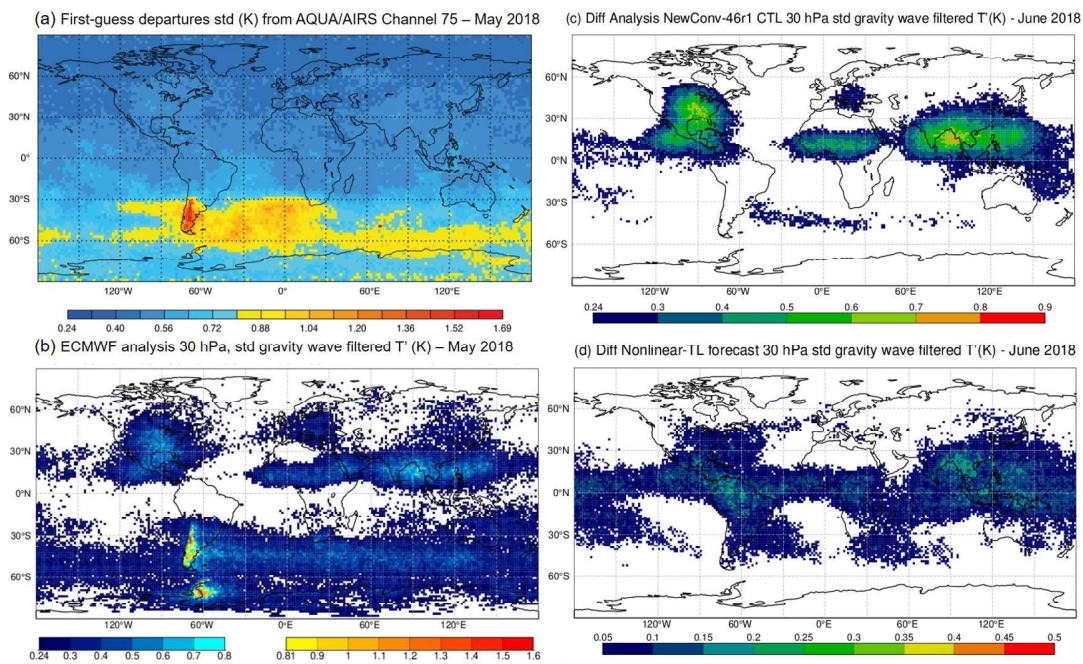 (a) First-guess departures std (K) from AQUA/AIRS Channel 75 – May 2018
60°N
30°N
0°
30°S
60°S
120°W 60°W 0° 60°E 120°E
0.24 0.40 0.56 0.72 0.88 1.04 1.20 1.36 1.52 1.69
(b) ECMWF analysis 30 hPa, std gravity wave filtered T' (K) – May 2018
60°N
30°N
0°N
30°S
60°S
120°W 60°W 0°E 60°E 120°E
0.24 0.3 0.4 0.5 0.6 0.7 0.8 0.81 0.9 1 1.1 1.2 1.3 1.4 1.5 1.6
(c) Diff Analysis NewConv-46r1 CTL 30 hPa std gravity wave filtered T'(K) - June 2018
60°N
30°N
0°N
30°S
60°S
120°W 60°W 0°E 60°E 120°E
0.24 0.3 0.4 0.5 0.6 0.7 0.8 0.9
(d) Diff Nonlinear-TL forecast 30 hPa std gravity wave filtered T'(K) - June 2018
60°N
30°N
0°N
30°S
60°S
120°W 60°W 0°E 60°E 120°E
0.05 0.1 0.15 0.2 0.25 0.3 0.35 0.4 0.45 0.5